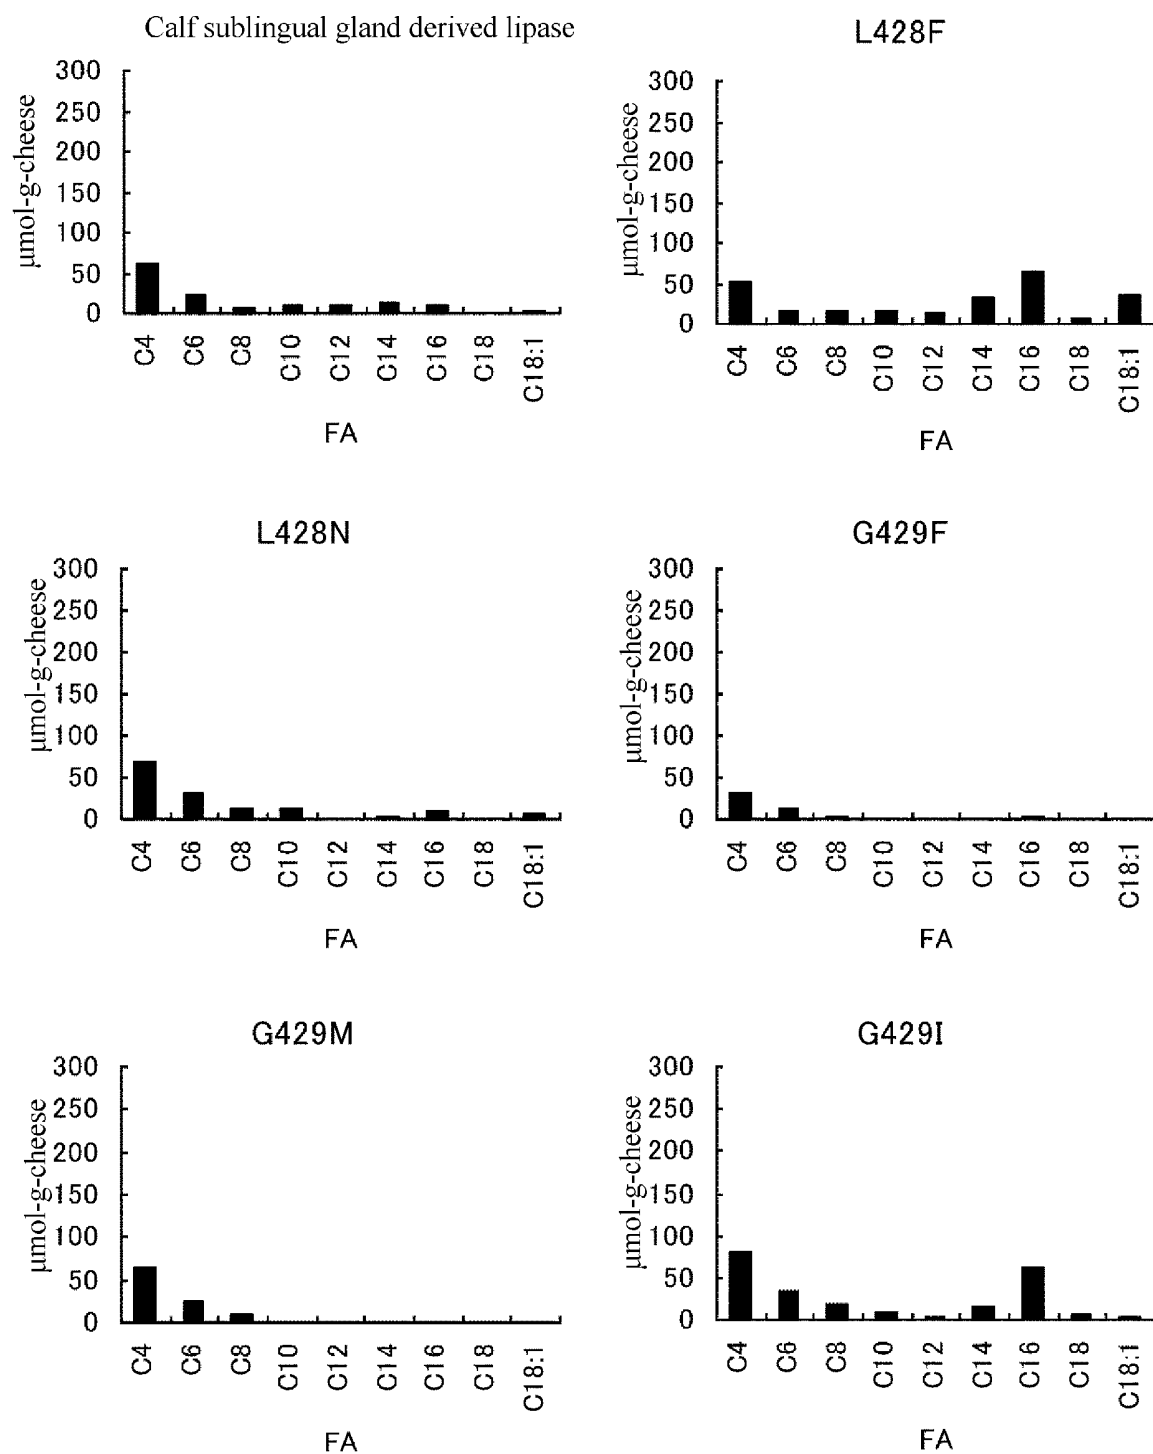 Calf sublingual gland derived lipase
300
250
200
150
100
50
0
µmol-g-cheese
C4
C6
C8
C10
C12
C14
C16
C18
C18:1
FA
L428F
300
250
200
150
100
50
0
µmol-g-cheese
C4
C6
C8
C10
C12
C14
C16
C18
C18:1
FA
L428N
300
250
200
150
100
50
0
µmol-g-cheese
C4
C6
C8
C10
C12
C14
C16
C18
C18:1
FA
G429F
300
250
200
150
100
50
0
µmol-g-cheese
C4
C6
C8
C10
C12
C14
C16
C18
C18:1
FA
G429M
300
250
200
150
100
50
0
µmol-g-cheese
C4
C6
C8
C10
C12
C14
C16
C18
C18:1
FA
G429I
300
250
200
150
100
50
0
µmol-g-cheese
C4
C6
C8
C10
C12
C14
C16
C18
C18:1
FA